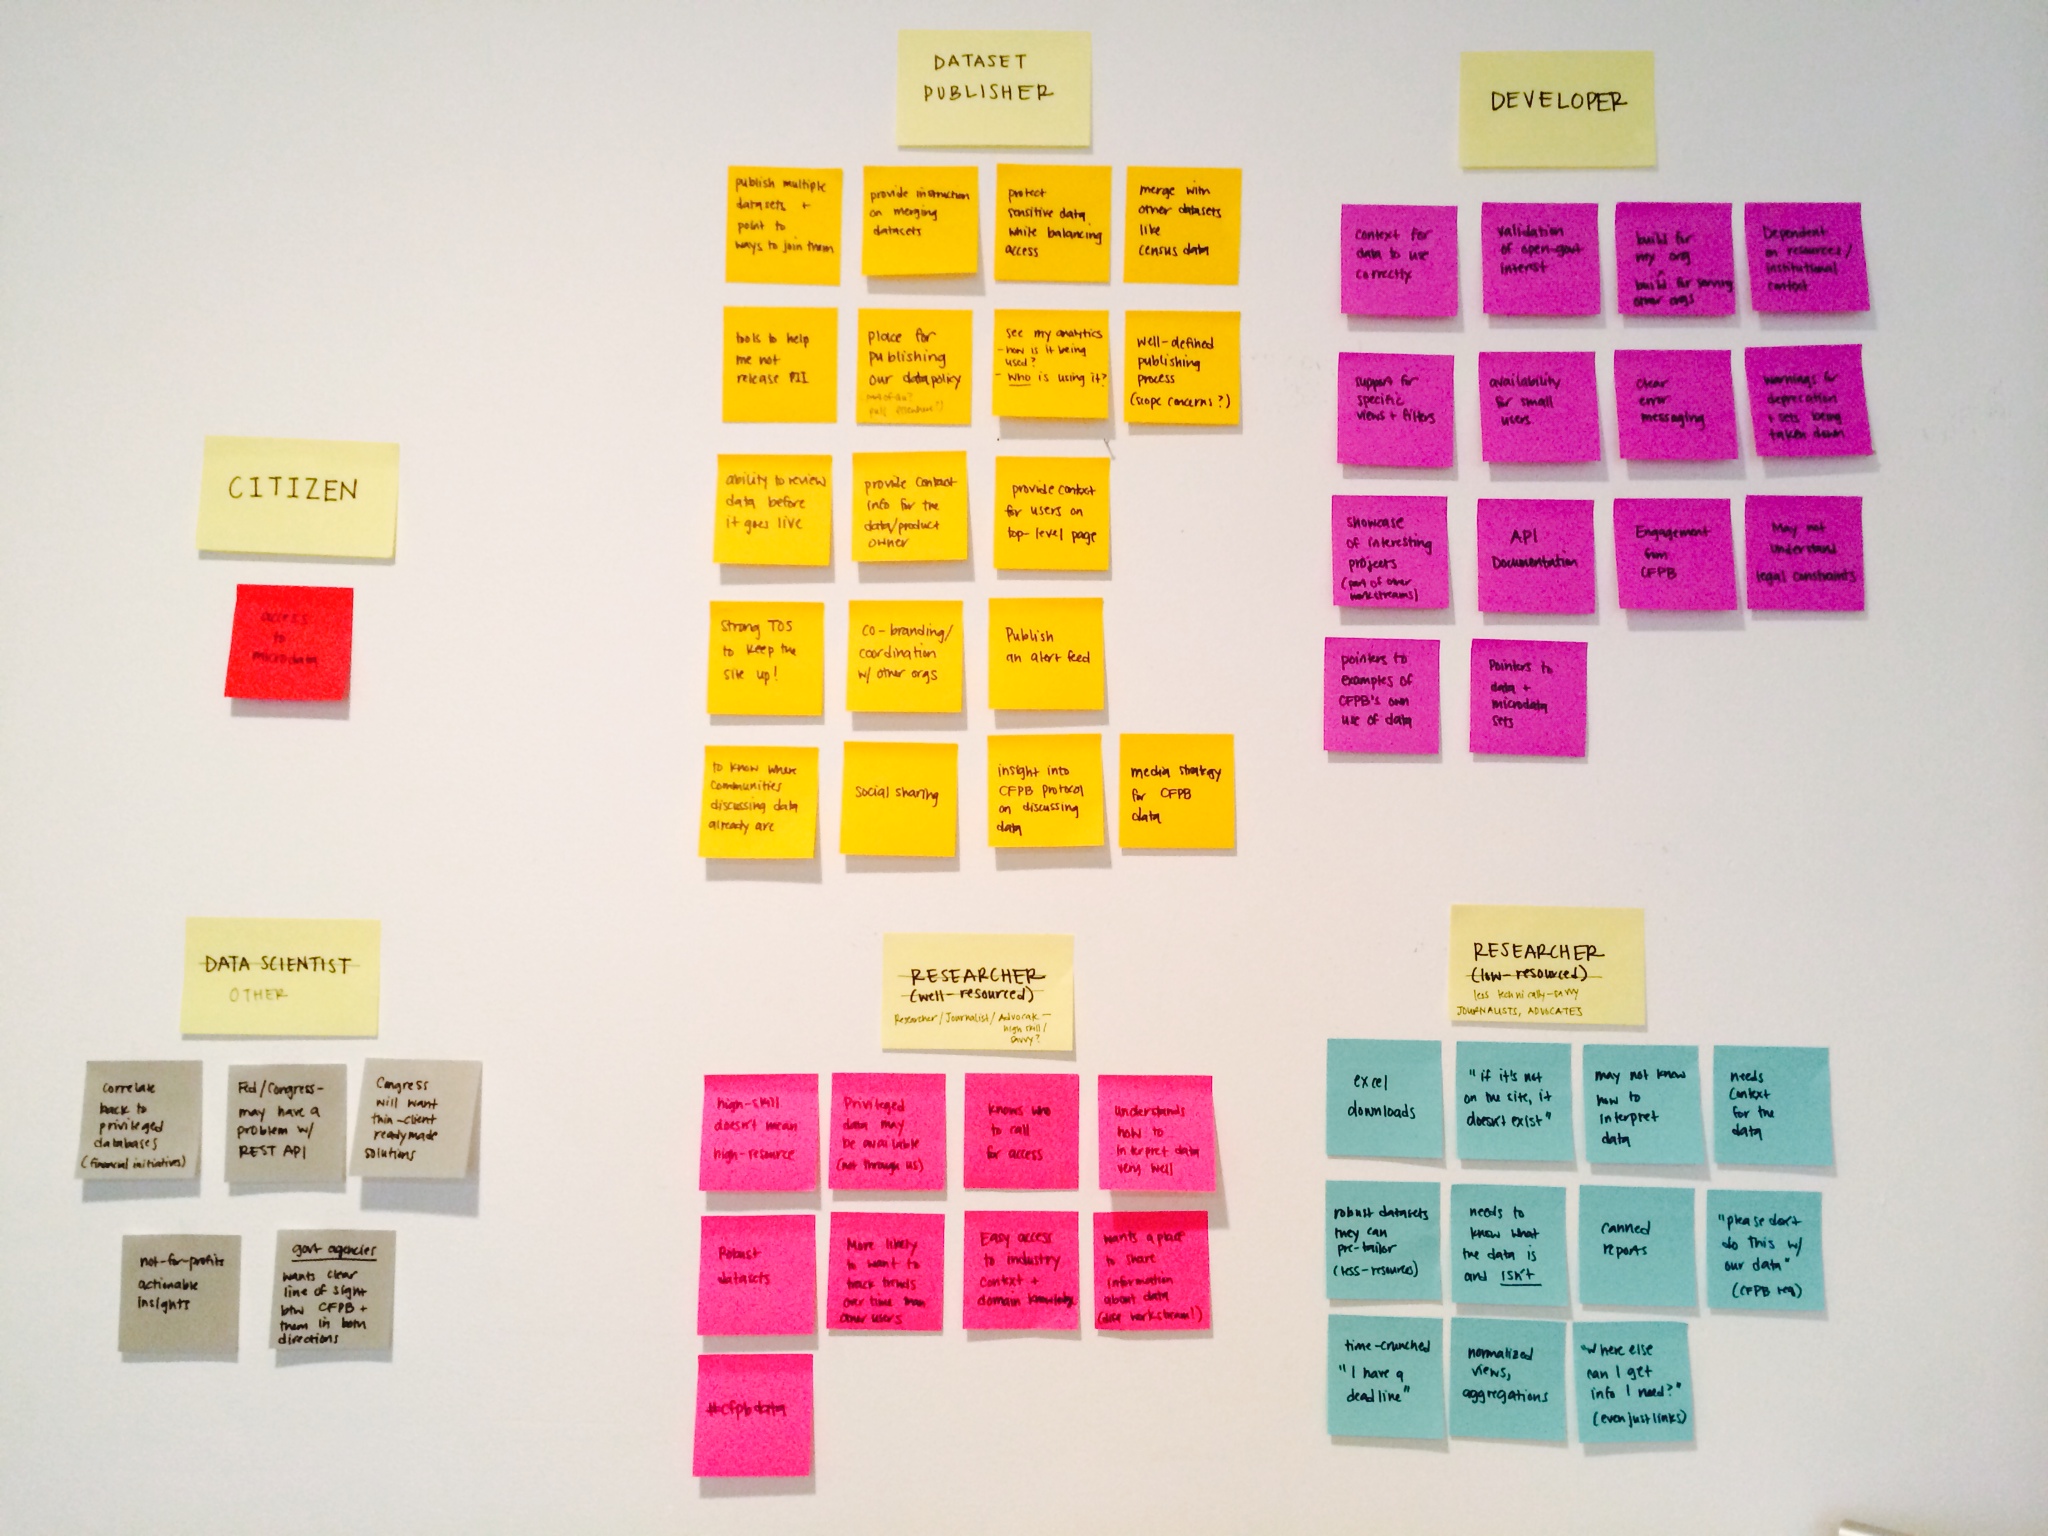 DATASET
PUBLISHER
publish multiple
datasets +
point to
ways to join them
provide instruction
on merging
datasets
protect
sensitive data
while balancing
access
merge with
other datasets
like
census data
tools to help
me not
release PII
place for
publishing
our data policy
see my analytics
- how is it being
used?
- Who is using it?
well-defined
publishing
process
(scope concerns?)
ability to review
data before
it goes live
provide contact
info for the
data/product
owner
provide context
for users on
top-level page
strong TOS
to keep the
site up!
co-branding/
coordination
w/ other orgs
Publish
an alert feed
to know where
communities
discussing data
already are
social sharing
insight into
CFPB protocol
on discussing
data
media strategy
for CFPB
data
DEVELOPER
context for
data to use
correctly
validation
of open-gov't
interest
build for
my org
build for serving
other orgs
Dependent
on resources/
institutional
context
support for
specific
views + filters
availability
for small
users
clear
error
messaging
warnings for
deprecation
+ sets being
taken down
showcase
of interesting
projects
(part of other
workstreams)
API
Documentation
Engagement
from
CFPB
May not
understand
legal constraints
pointers to
examples of
CFPB's own
use of data
Pointers to
data +
microdata
sets
CITIZEN
access
to
microdata
DATA SCIENTIST
OTHER
correlate
back to
privileged
databases
(financial initiatives)
Fed/Congress-
may have a
problem w/
REST API
Congress
will want
thin-client
readymade
solutions
not-for-profits
actionable
insights
govt agencies
wants clear
line of sight
btw CFPB +
them in both
directions
RESEARCHER
(well-resourced)
Researcher/Journalist/Advocate-
high skill/
savvy?
high-skill
doesn't mean
high-resource
Privileged
data may
be available
(not through us)
knows who
to call
for access
Understands
how to
interpret data
very well
Robust
datasets
More likely
to want to
track trends
over time than
other users
Easy access
to industry
context +
domain knowledge
wants a place
to share
information
about data
workstream!)
#cfpbdata
RESEARCHER
(low-resourced)
less technically-savvy
JOURNALISTS, ADVOCATES
excel
downloads
"if it's not
on the site, it
doesn't exist"
may not know
how to
interpret
data
needs
context
for the
data
robust datasets
they can
pre-tailor
(less-resources)
needs to
know what
the data is
and isn't
canned
reports
"please don't
do this w/
our data"
(CFPB req)
time-crunched
"I have a
deadline"
normalized
views,
aggregations
"Where else
can I get
info I need?"
(even just links)